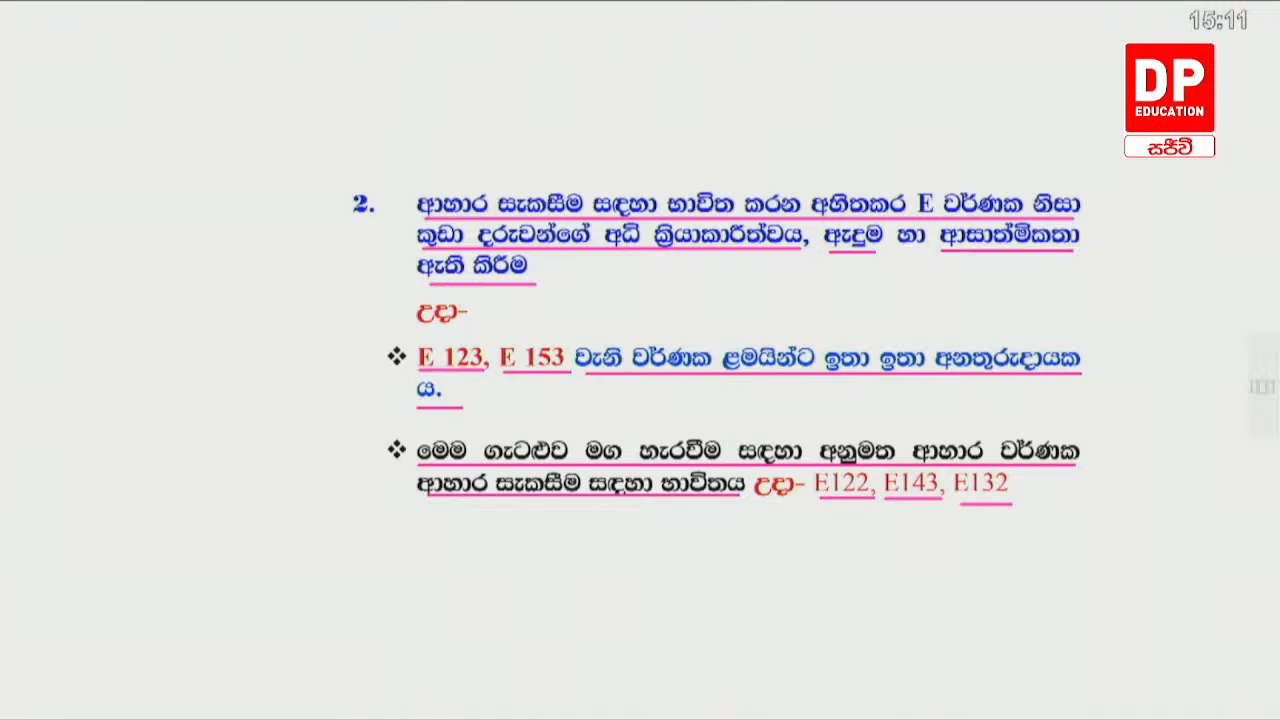 15:11
DP
EDUCATION
සජීවී
2. ආහාර සැකසීම සඳහා භාවිත කරන අහිතකර E වර්ණක නිසා
කුඩා දරුවන්ගේ අධි ක්‍රියාකාරීත්වය, ඇදුම හා ආසාත්මිකතා
ඇති කිරීම
උදා-
❖ E 123, E 153 වැනි වර්ණක ළමයින්ට ඉතා ඉතා අනතුරුදායක
ය.
❖ මෙම ගැටළුව මග හැරවීම සඳහා අනුමත ආහාර වර්ණක
ආහාර සැකසීම සඳහා භාවිතය උදා- E122, E143, E132